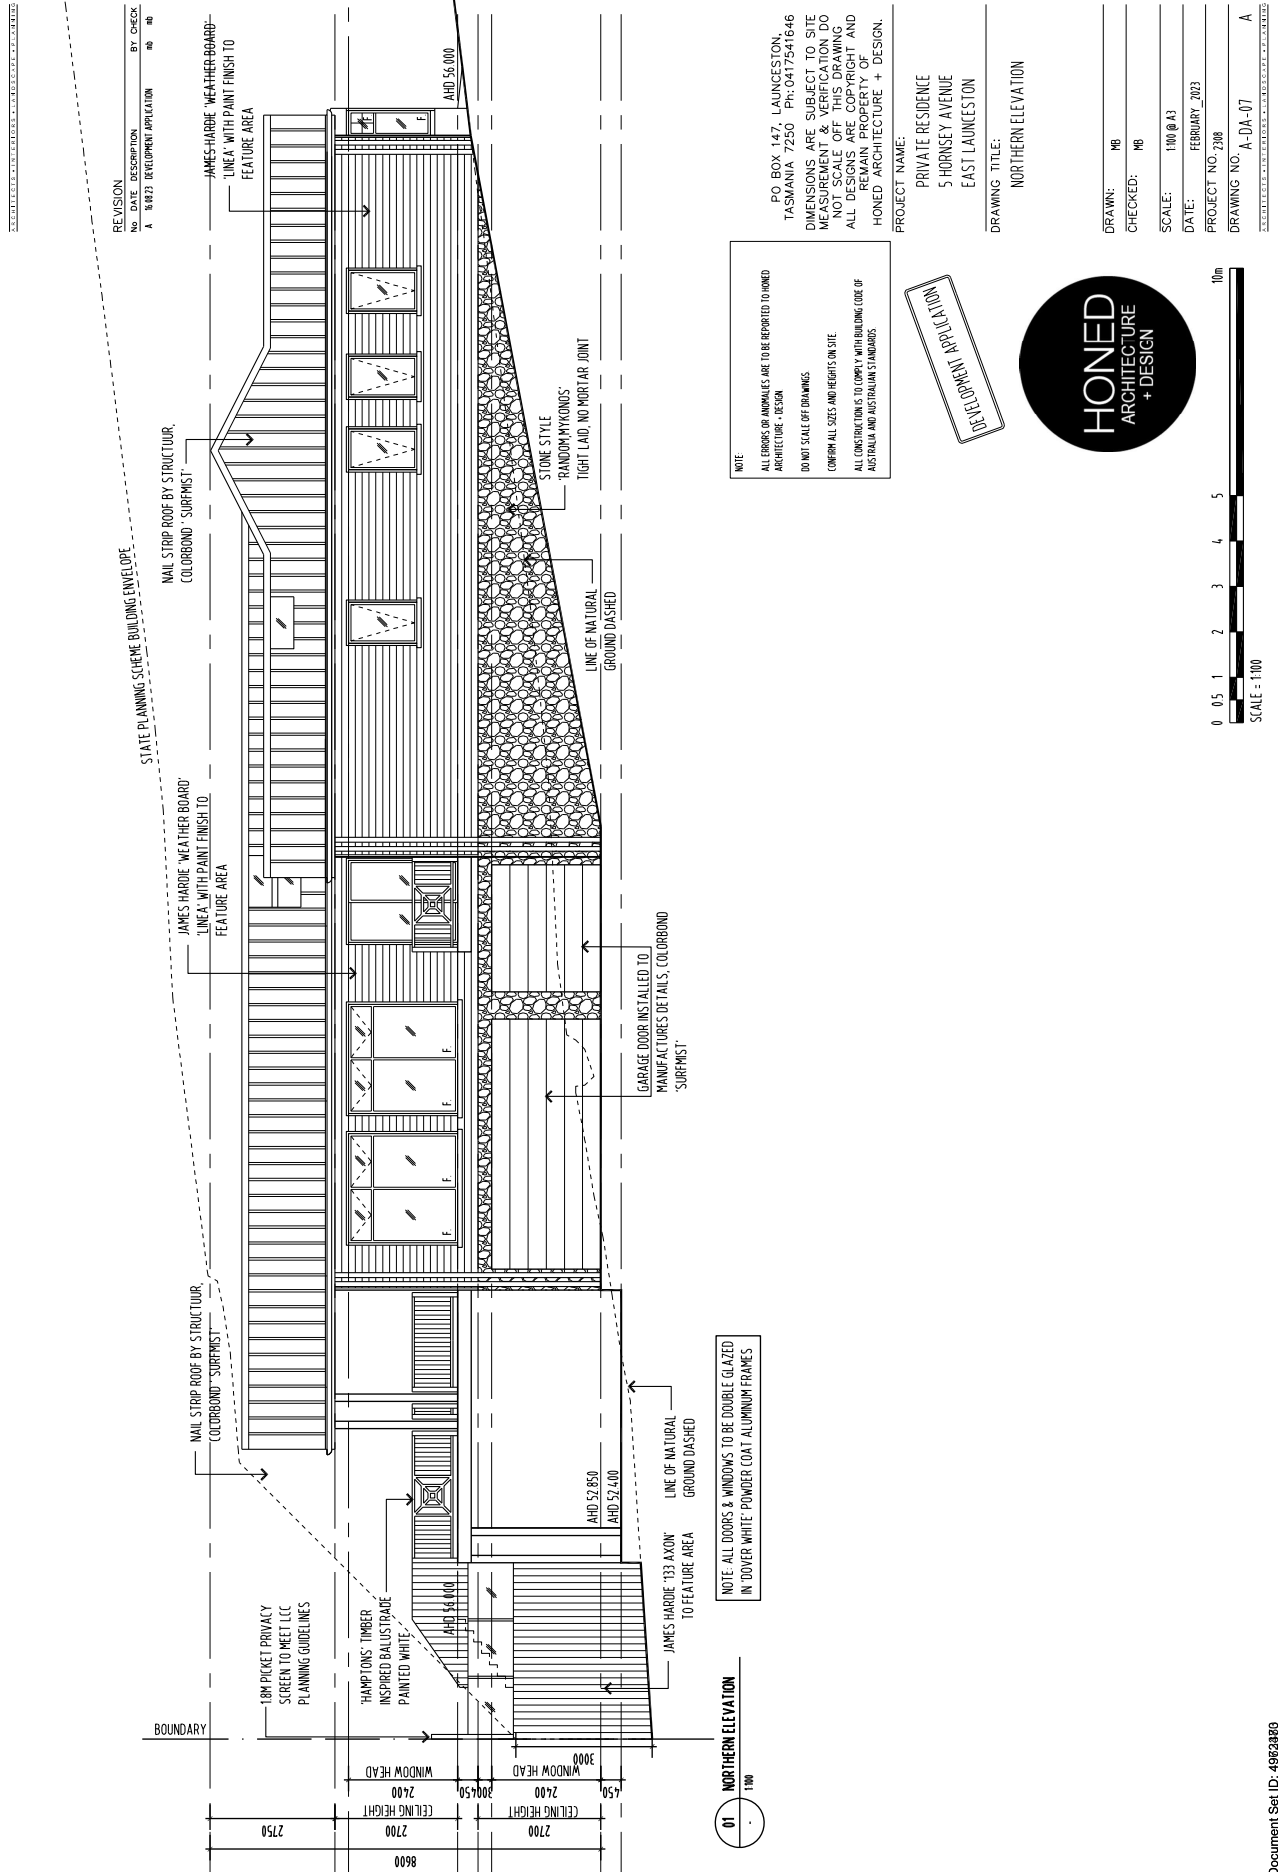 BOUNDARY
1.8M PICKET PRIVACY
SCREEN TO MEET LCC
PLANNING GUIDELINES
'HAMPTONS' TIMBER
INSPIRED BALUSTRADE
PAINTED WHITE
NAIL STRIP ROOF BY STRUCTUUR,
COLORBOND ' SURFMIST'
JAMES HARDIE 'WEATHER BOARD'
'LINEA' WITH PAINT FINISH TO
FEATURE AREA
STATE PLANNING SCHEME BUILDING ENVELOPE
NAIL STRIP ROOF BY STRUCTUUR,
COLORBOND ' SURFMIST'
JAMES HARDIE 'WEATHER BOARD'
'LINEA' WITH PAINT FINISH TO
FEATURE AREA
AHD 56.000
AHD 56.000
F.
F.
F.
F.
F.
F.
8600
2750
2700
CEILING HEIGHT
2400
WINDOW HEAD
450
300
2700
CEILING HEIGHT
2400
WINDOW HEAD
450
3000
AHD 52.850
AHD 52.400
JAMES HARDIE '133 AXON'
TO FEATURE AREA
LINE OF NATURAL
GROUND DASHED
GARAGE DOOR INSTALLED TO
MANUFACTURES DETAILS, COLORBOND
'SURFMIST'
LINE OF NATURAL
GROUND DASHED
STONE STYLE
'RANDOM,MYKONOS'
TIGHT LAID, NO MORTAR JOINT
01
-
NORTHERN ELEVATION
1:100
NOTE: ALL DOORS & WINDOWS TO BE DOUBLE GLAZED
IN 'DOVER WHITE' POWDER COAT ALUMINUM FRAMES
ARCHITECTS • INTERIORS • LANDSCAPE • PLANNING
REVISION
No DATE DESCRIPTION BY CHECK
A 16.08.23 DEVELOPMENT APPLICATION mb mb
NOTE:
ALL ERRORS OR ANOMALIES ARE TO BE REPORTED TO HONED
ARCHITECTURE + DESIGN
DO NOT SCALE OFF DRAWINGS
CONFIRM ALL SIZES AND HEIGHTS ON SITE.
ALL CONSTRUCTION IS TO COMPLY WITH BUILDING CODE OF
AUSTRALIA AND AUSTRALIAN STANDARDS
DEVELOPMENT APPLICATION
HONED
ARCHITECTURE
+ DESIGN
0 0.5 1 2 3 4 5 10m
SCALE = 1:100
PO BOX 147, LAUNCESTON,
TASMANIA 7250 Ph:0417541646
DIMENSIONS ARE SUBJECT TO SITE
MEASUREMENT & VERIFICATION DO
NOT SCALE OFF THIS DRAWING
ALL DESIGNS ARE COPYRIGHT AND
REMAIN PROPERTY OF
HONED ARCHITECTURE + DESIGN.
PROJECT NAME:
PRIVATE RESIDENCE
5 HORNSEY AVENUE
EAST LAUNCESTON
DRAWING TITLE:
NORTHERN ELEVATION
DRAWN: MB
CHECKED: MB
SCALE: 1:100 @ A3
DATE: FEBRUARY_2023
PROJECT NO. 2308
DRAWING NO. A-DA-07 A
ARCHITECTS • INTERIORS • LANDSCAPE • PLANNING
Document Set ID: